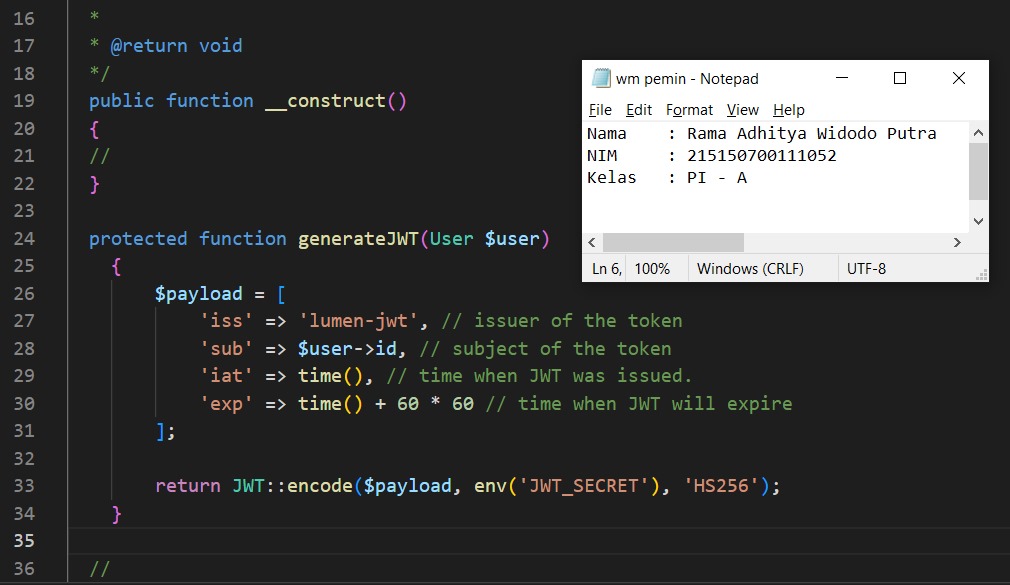 16 *
17 * @return void
18 */
19 public function __construct()
20 {
21 //
22 }
23
24 protected function generateJWT(User $user)
25 {
26 $payload = [
27 'iss' => 'lumen-jwt', // issuer of the token
28 'sub' => $user->id, // subject of the token
29 'iat' => time(), // time when JWT was issued.
30 'exp' => time() + 60 * 60 // time when JWT will expire
31 ];
32
33 return JWT::encode($payload, env('JWT_SECRET'), 'HS256');
34 }
35
36 //
wm pemin - Notepad
File Edit Format View Help
Nama : Rama Adhitya Widodo Putra
NIM : 215150700111052
Kelas : PI - A
Ln 6, 100% Windows (CRLF) UTF-8